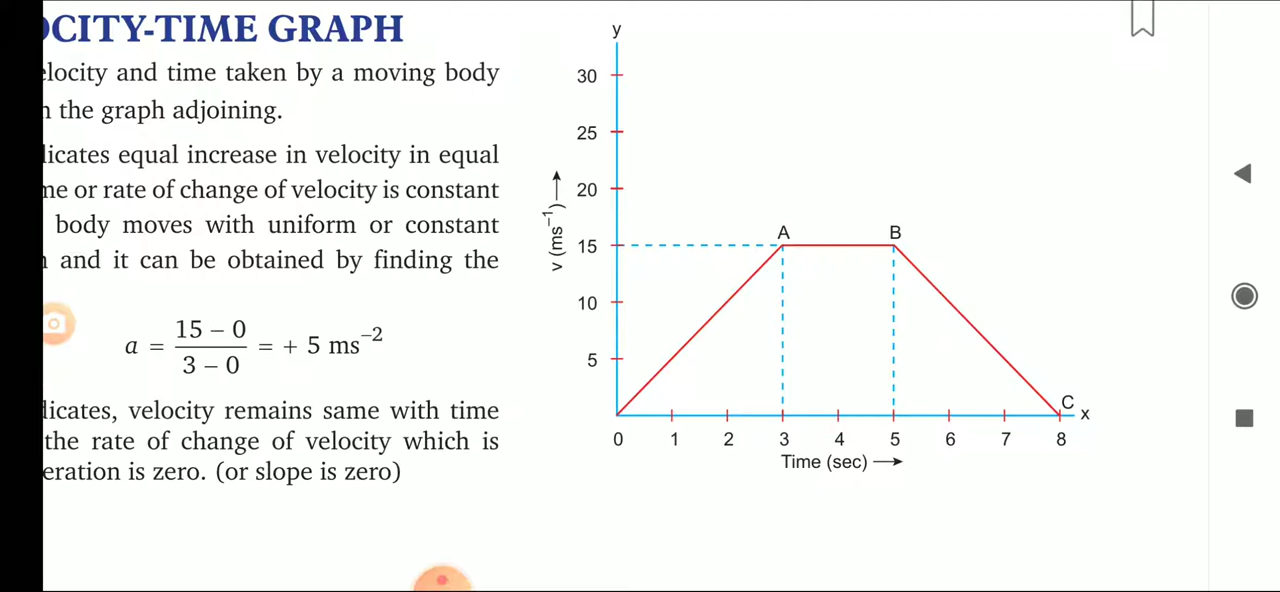 OCITY-TIME GRAPH
elocity and time taken by a moving body
n the graph adjoining.
licates equal increase in velocity in equal
me or rate of change of velocity is constant
body moves with uniform or constant
and it can be obtained by finding the
a = 15 – 0 / 3 – 0 = + 5 ms⁻²
licates, velocity remains same with time
the rate of change of velocity which is
eration is zero. (or slope is zero)
y
30
25
20
15
10
5
v (ms⁻¹) →
A B
C
x
0 1 2 3 4 5 6 7 8
Time (sec) →